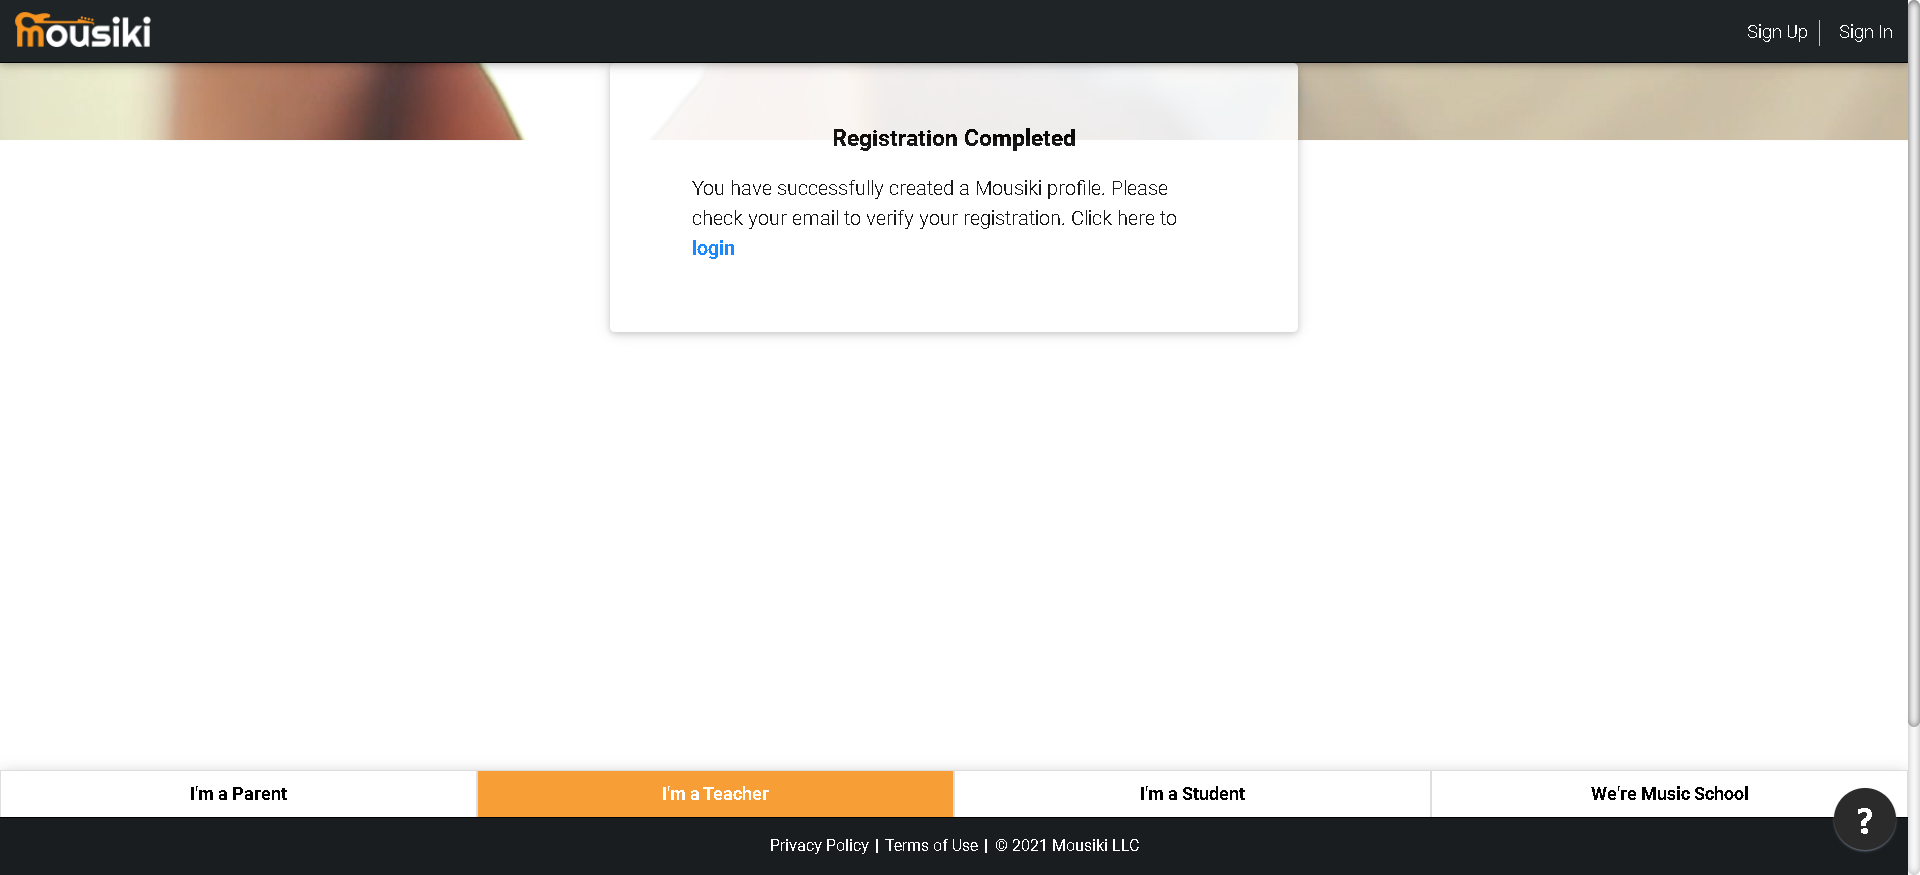 mousiki
Sign Up
Sign In
Registration Completed
You have successfully created a Mousiki profile. Please
check your email to verify your registration. Click here to
login
I'm a Parent
I'm a Teacher
I'm a Student
We're Music School
?
Privacy Policy | Terms of Use | © 2021 Mousiki LLC